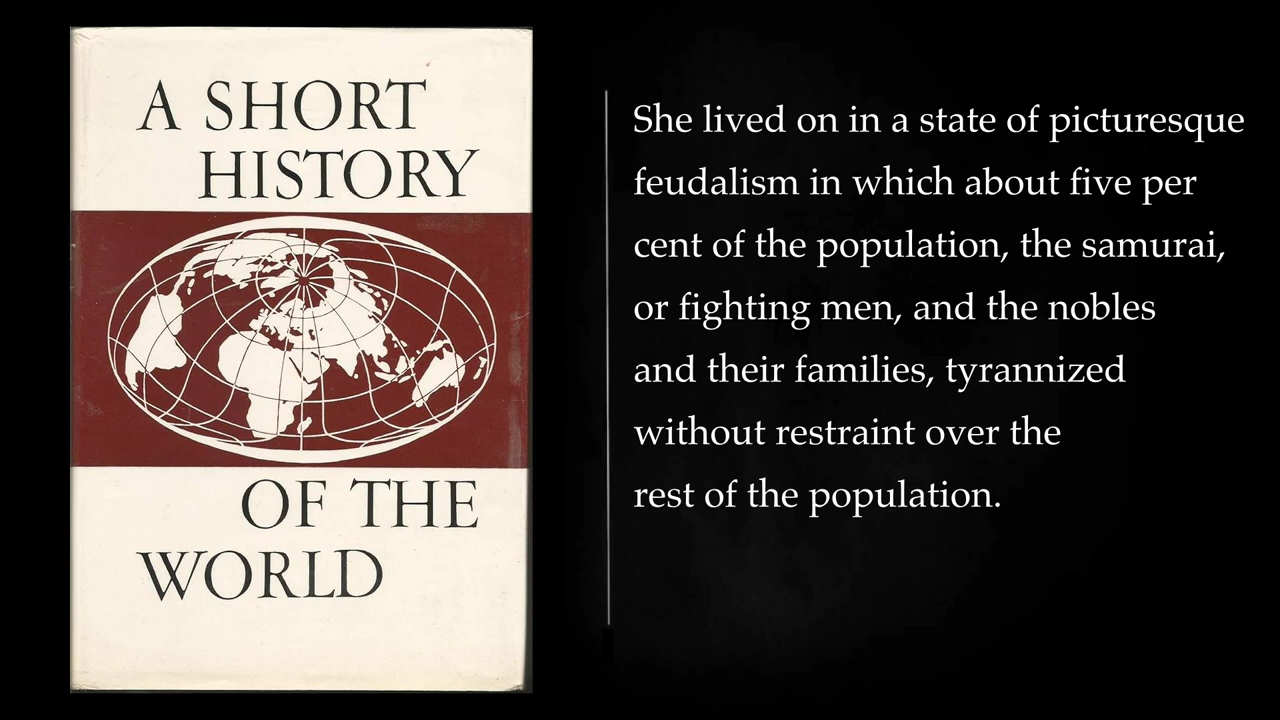 A SHORT
HISTORY
OF THE
WORLD
She lived on in a state of picturesque
feudalism in which about five per
cent of the population, the samurai,
or fighting men, and the nobles
and their families, tyrannized
without restraint over the
rest of the population.